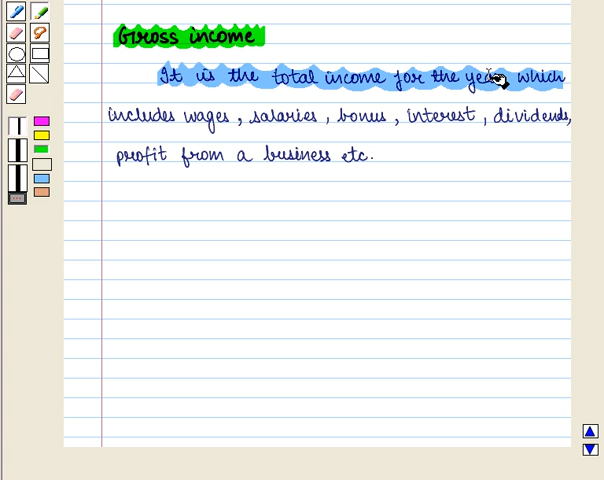 Gross income
It is the total income for the year which
includes wages, salaries, bonus, interest, dividends,
profit from a business etc.